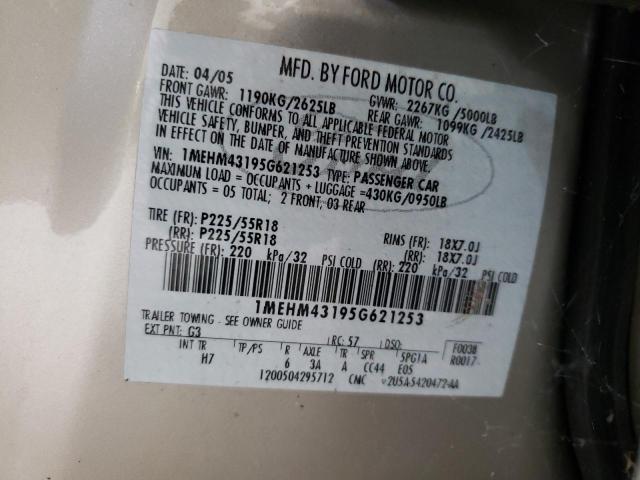 MFD. BY FORD MOTOR CO.
DATE: 04/05 GVWR: 2267KG /5000LB
FRONT GAWR: 1190KG/2625LB REAR GAWR: 1099KG /2425LB
THIS VEHICLE CONFORMS TO ALL APPLICABLE FEDERAL MOTOR
VEHICLE SAFETY, BUMPER, AND THEFT PREVENTION STANDARDS
IN EFFECT ON THE DATE OF MANUFACTURE SHOWN ABOVE.
VIN: 1MEHM43195G621253 TYPE: PASSENGER CAR
MAXIMUM LOAD = OCCUPANTS + LUGGAGE =430KG/0950LB
OCCUPANTS = 05 TOTAL; 2 FRONT, 03 REAR
TIRE (FR): P225/55R18 RINS (FR): 18X7.0J
(RR): P225/55R18 (RR): 18X7.0J
PRESSURE (FR): 220 kPa/32 PSI COLD (RR): 220 kPa/32 PSI COLD
1MEHM43195G621253
TRAILER TOWING - SEE OWNER GUIDE
EXT PNT: G3 RC: 57 DSO: F0038
R0017
INT TR TP/PS R AXLE TR SPR SPG1A
H7 6 3A A CC44 E05
1200504295712 CMC